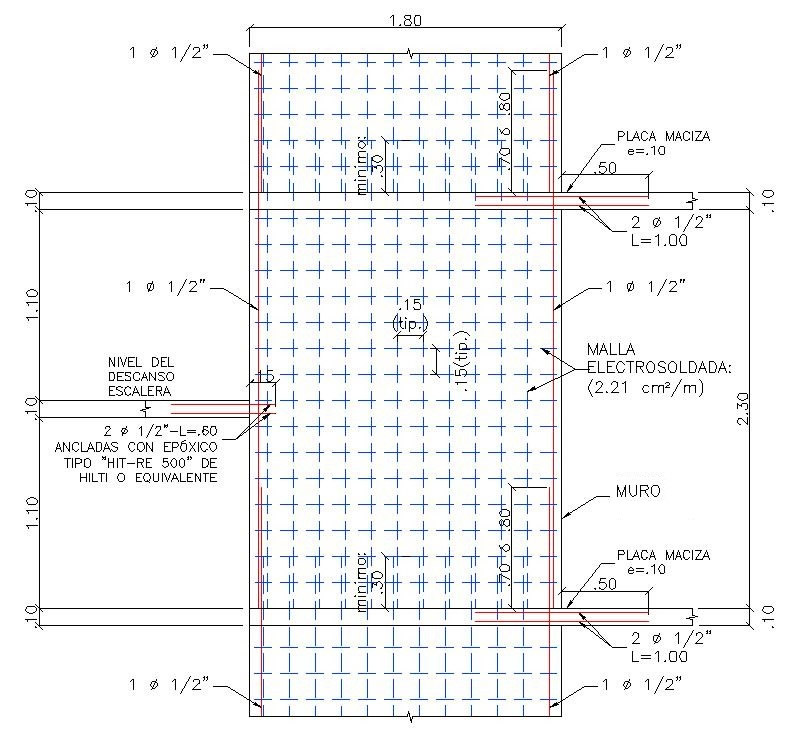 1.80
1 ø 1/2"
1 ø 1/2"
.70 ó .80
mínimo:
.30
PLACA MACIZA
e=.10
.50
.10
.10
2 ø 1/2"
L=1.00
1 ø 1/2"
1 ø 1/2"
1.10
.15
(tip.)
.15(tip.)
MALLA
ELECTROSOLDADA:
(2.21 cm²/m)
NIVEL DEL
DESCANSO
ESCALERA
.15
.10
2.30
2 ø 1/2"-L=.60
ANCLADAS CON EPÓXICO
TIPO "HIT-RE 500" DE
HILTI O EQUIVALENTE
MURO
1.10
.70 ó .80
mínimo:
.30
PLACA MACIZA
e=.10
.50
.10
.10
2 ø 1/2"
L=1.00
1 ø 1/2"
1 ø 1/2"